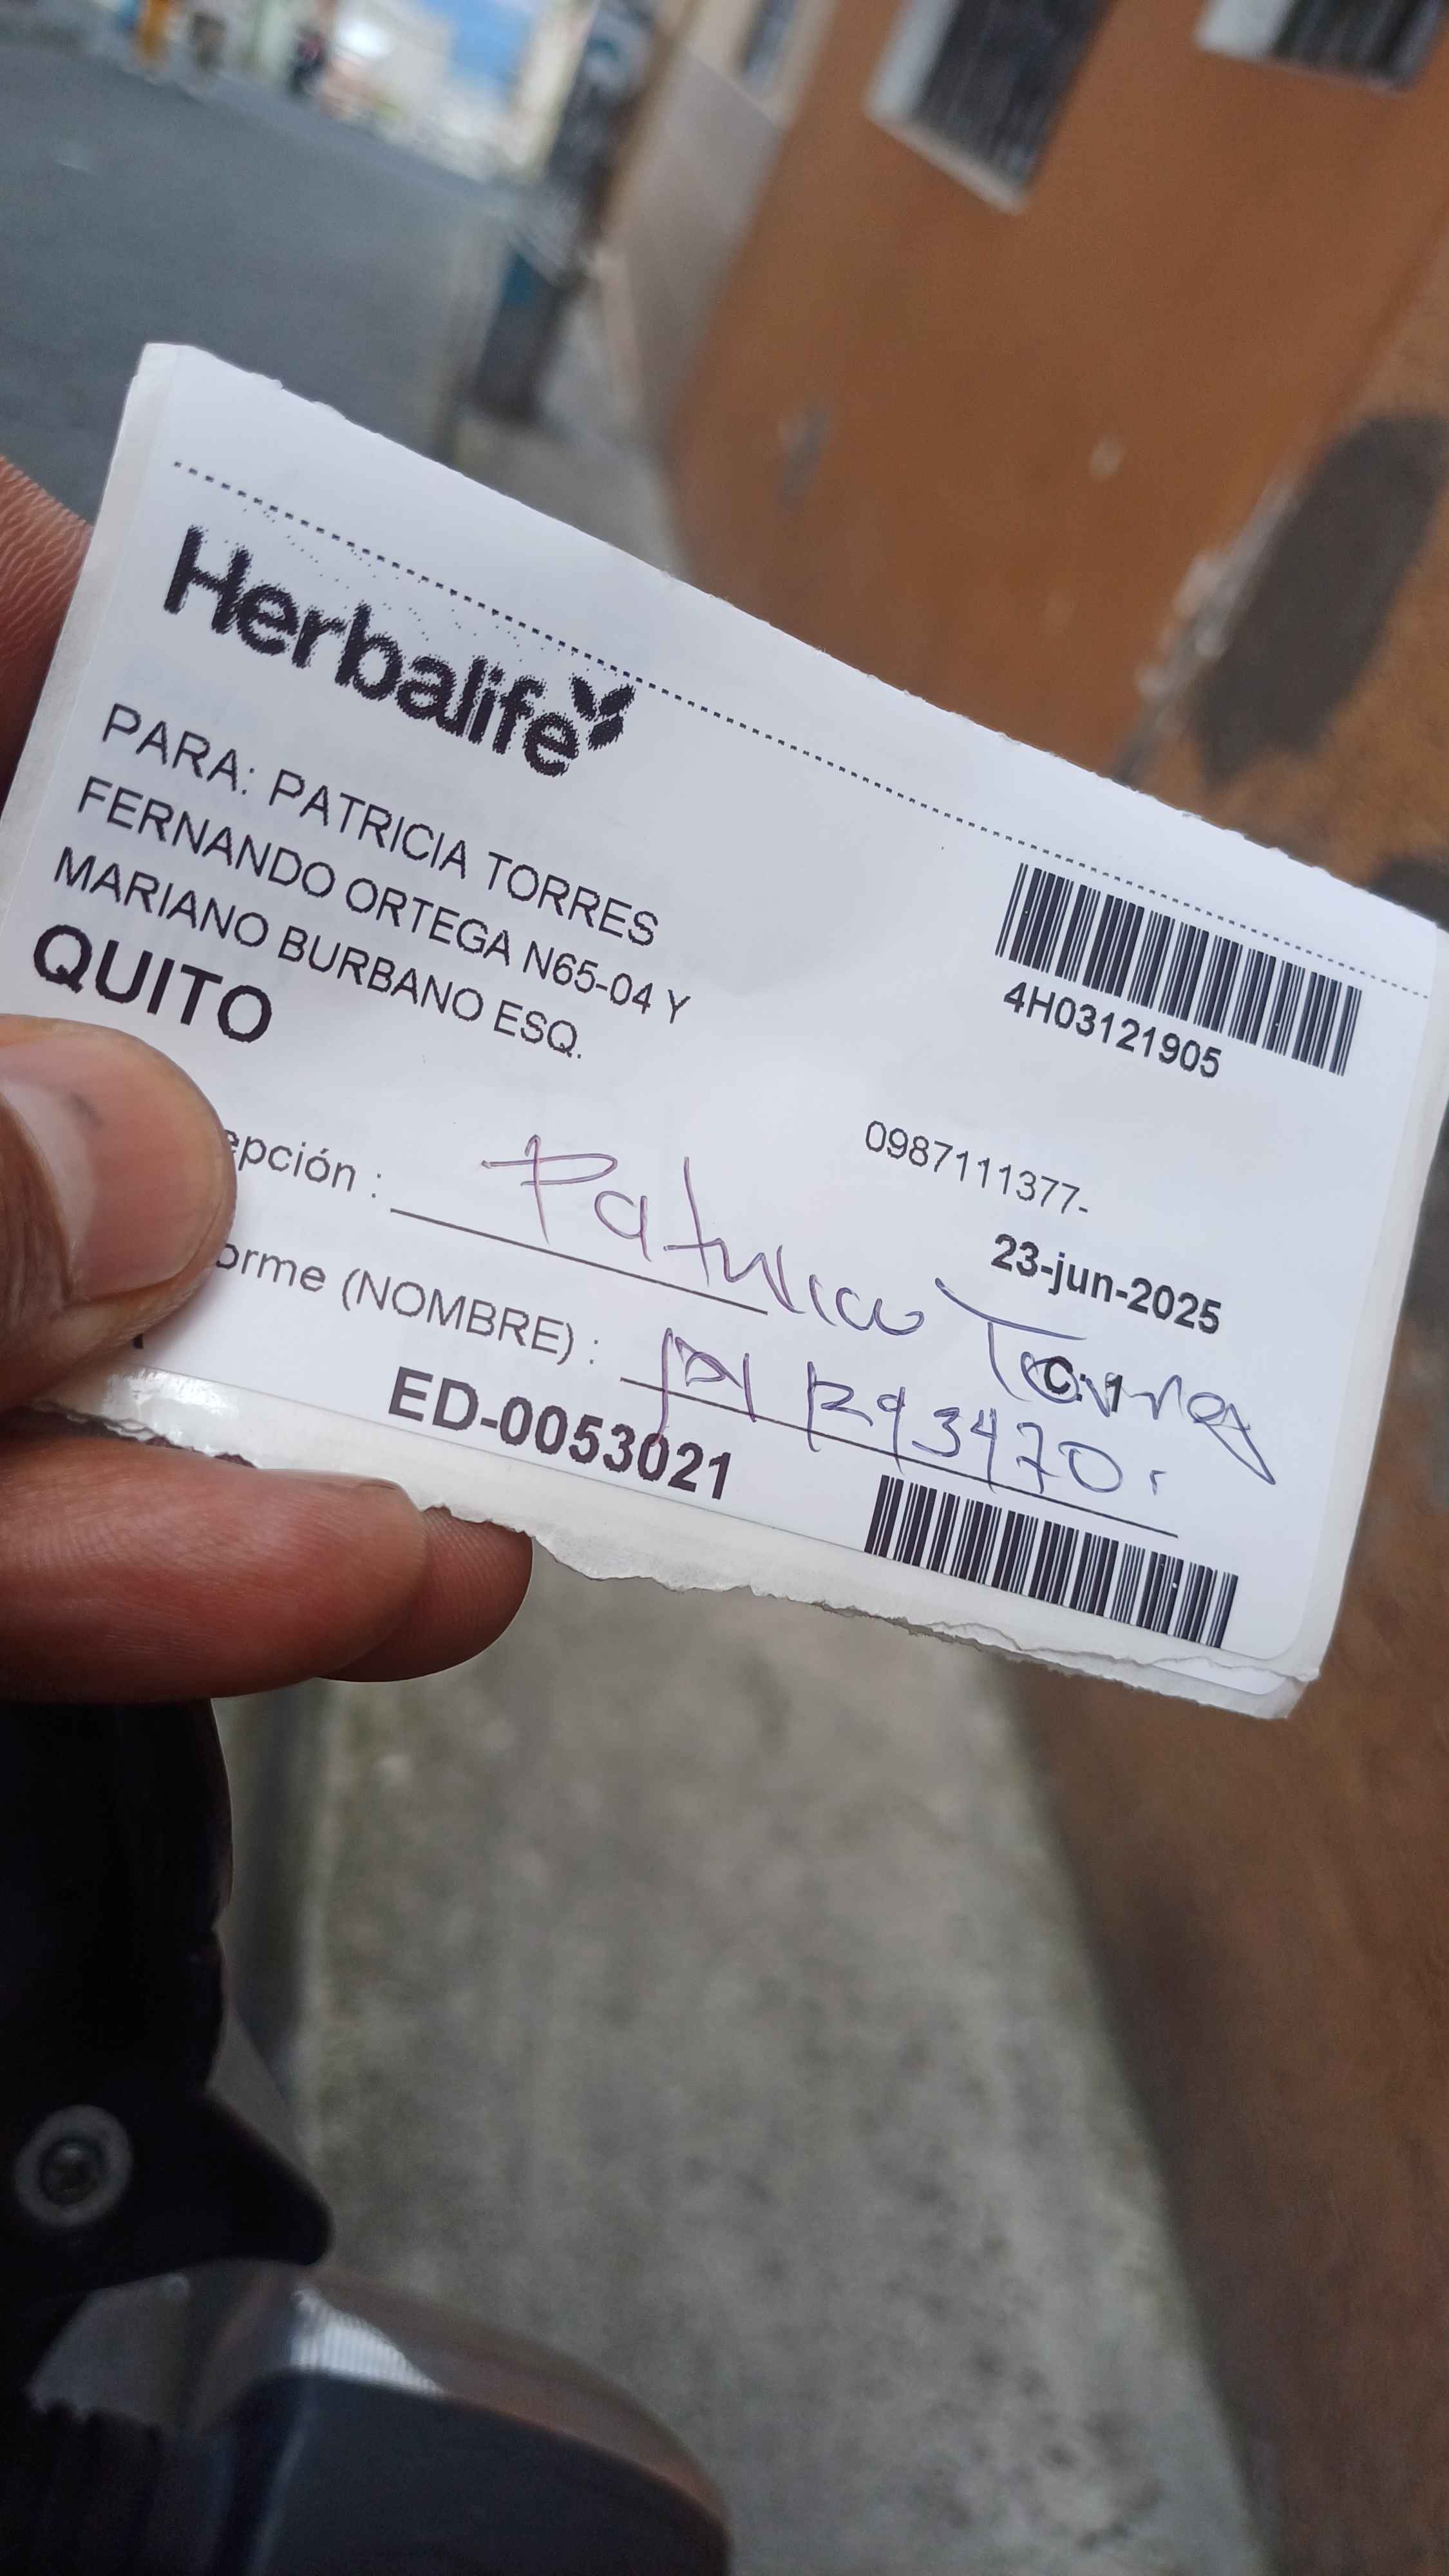 Herbalife
PARA: PATRICIA TORRES
FERNANDO ORTEGA N65-04 Y
MARIANO BURBANO ESQ.
QUITO
4H03121905
0987111377-
23-jun-2025
epción :
Patricia Torres
C: 1
orme (NOMBRE) :
ED-0053021